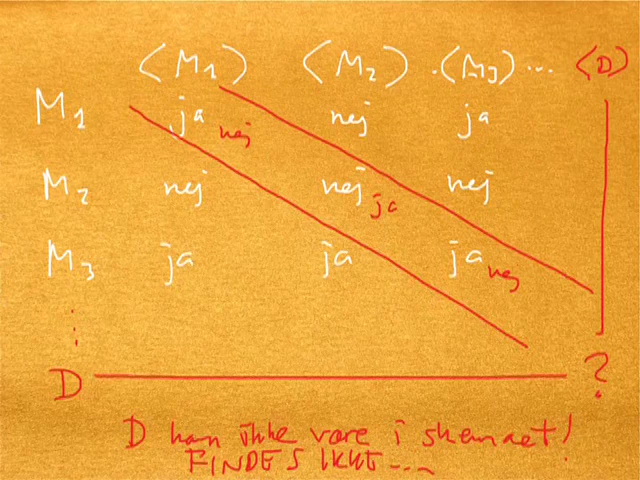 ⟨M₁⟩ ⟨M₂⟩ ⟨M₃⟩ ... ⟨D⟩
M₁ ja nej nej ja
M₂ nej nej ja nej
M₃ ja ja ja nej
⋮
D ?
D kan ikke være i skemaet!
FINDES IKKE...